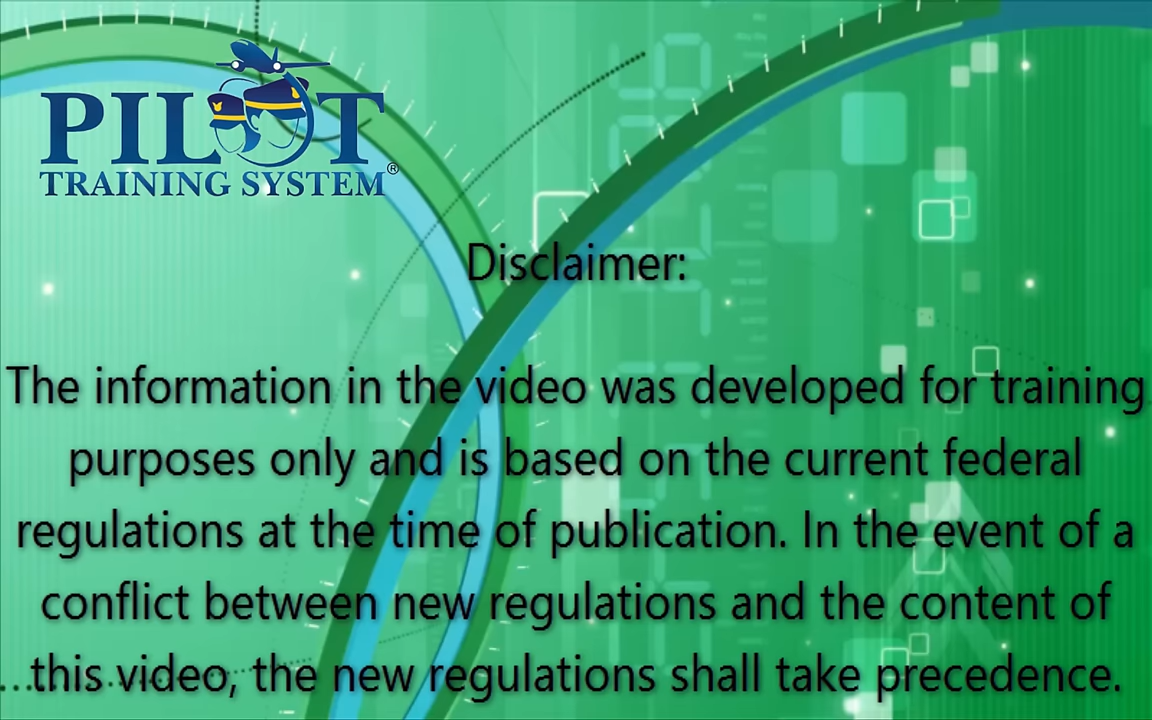 PILOT
TRAINING SYSTEM®
Disclaimer:
The information in the video was developed for training
purposes only and is based on the current federal
regulations at the time of publication. In the event of a
conflict between new regulations and the content of
this video, the new regulations shall take precedence.